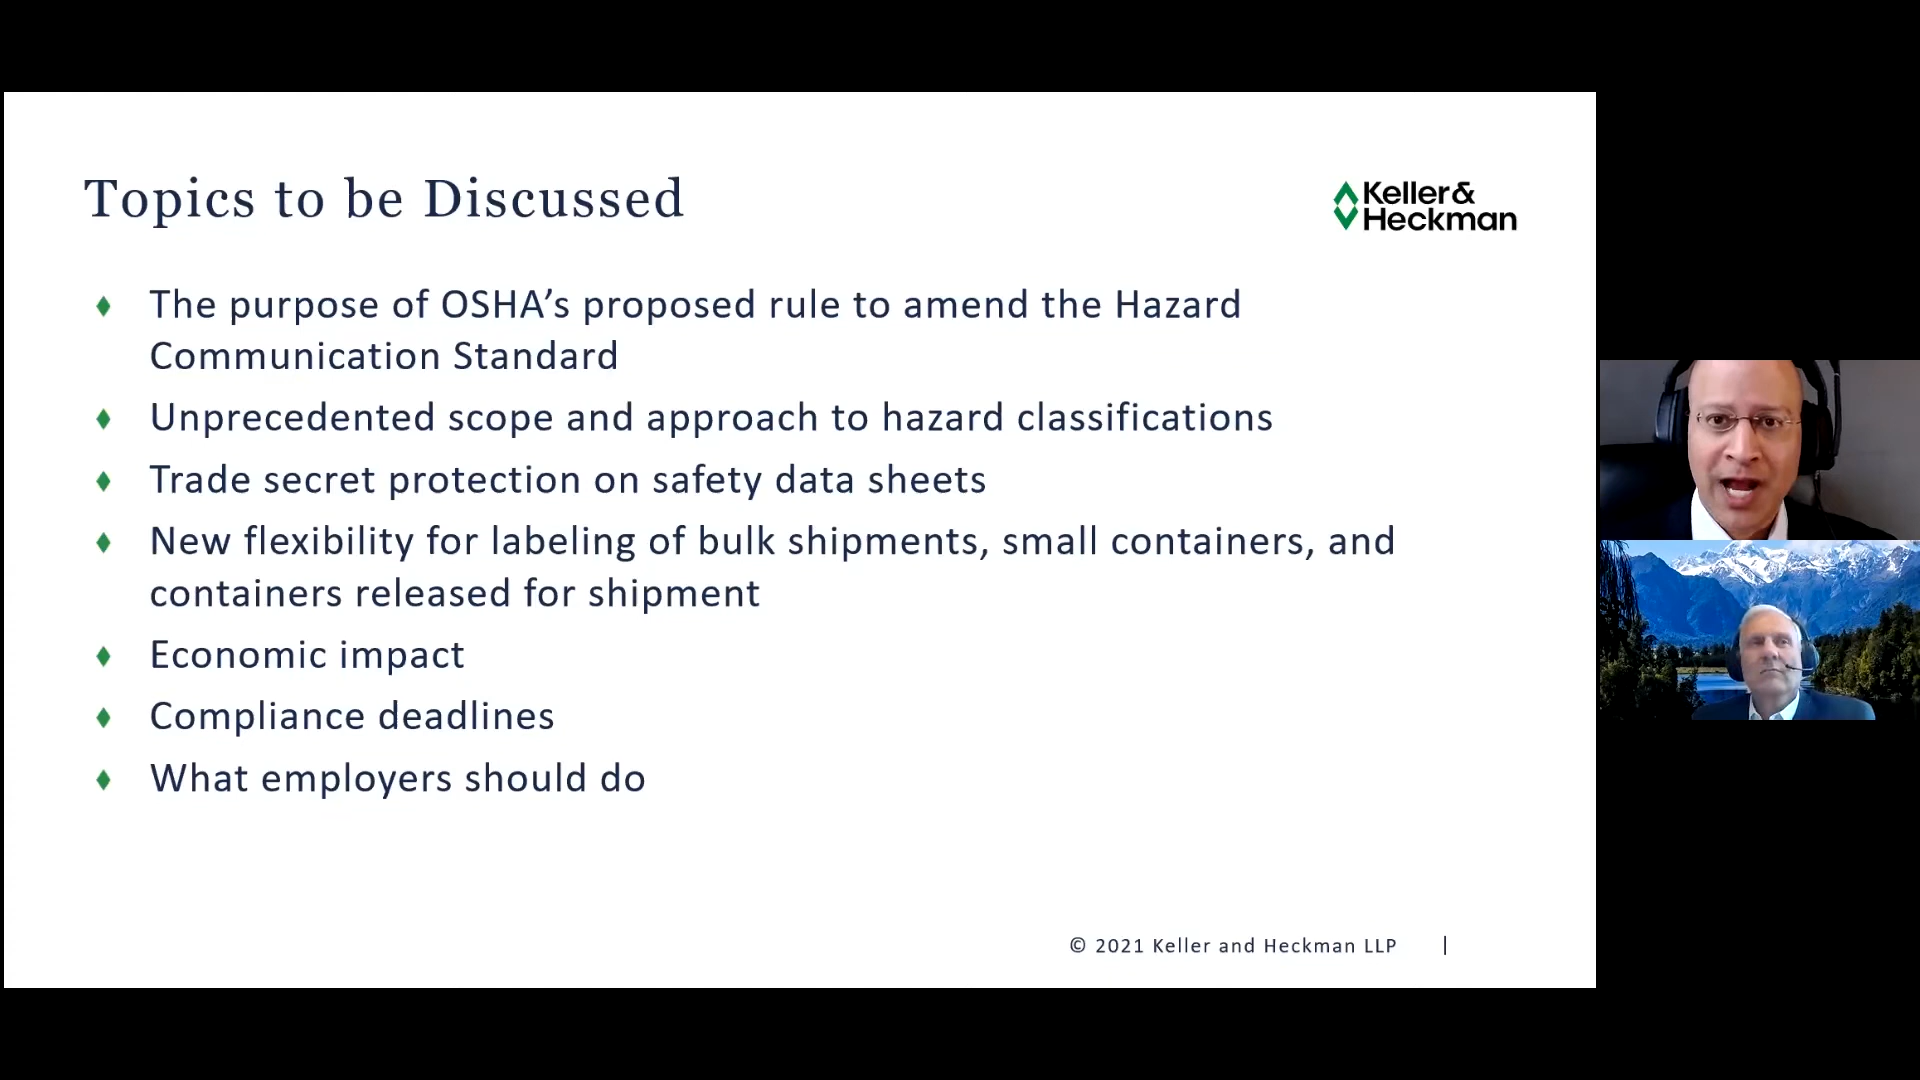 Topics to be Discussed
Keller&
Heckman
♦ The purpose of OSHA’s proposed rule to amend the Hazard
Communication Standard
♦ Unprecedented scope and approach to hazard classifications
♦ Trade secret protection on safety data sheets
♦ New flexibility for labeling of bulk shipments, small containers, and
containers released for shipment
♦ Economic impact
♦ Compliance deadlines
♦ What employers should do
© 2021 Keller and Heckman LLP |